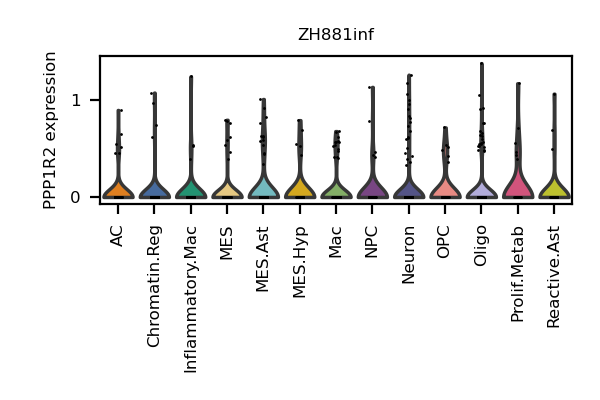 ZH881inf
PPP1R2 expression
1
0
AC
Chromatin.Reg
Inflammatory.Mac
MES
MES.Ast
MES.Hyp
Mac
NPC
Neuron
OPC
Oligo
Prolif.Metab
Reactive.Ast